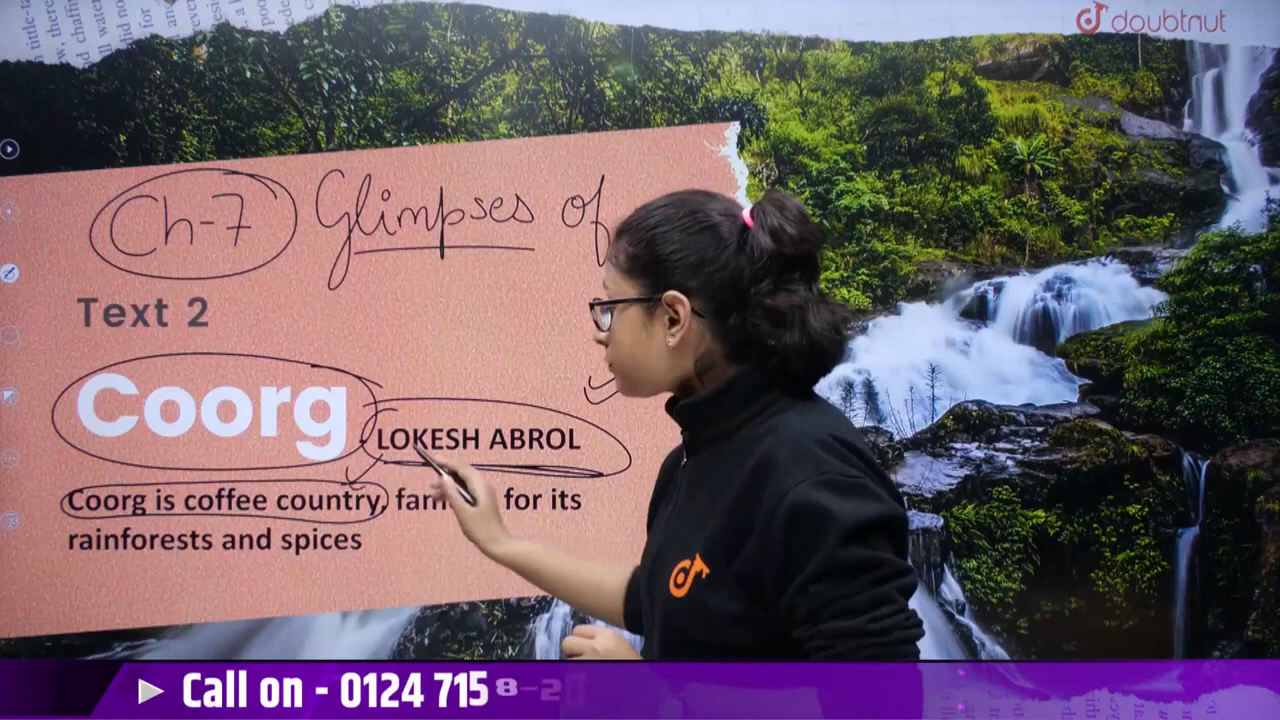 doubtnut
Ch-7 Glimpses of
Text 2
Coorg
LOKESH ABROL
Coorg is coffee country, for its
rainforests and spices
Call on - 0124 715